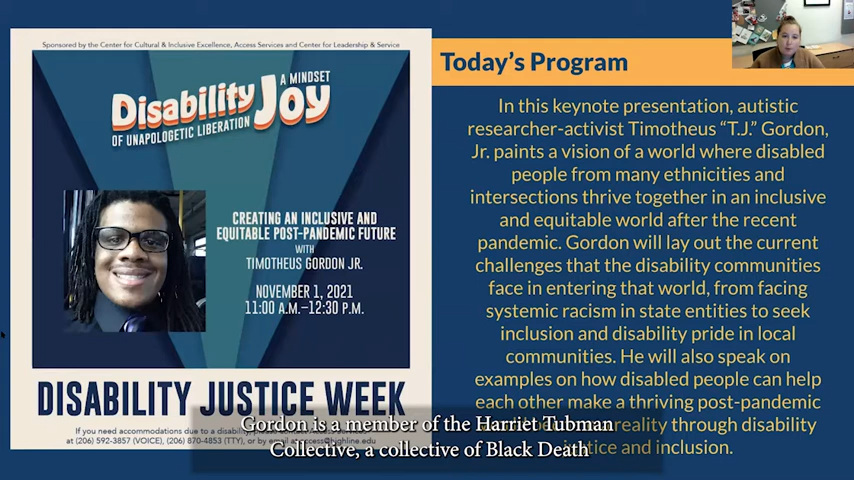 Sponsored by the Center for Cultural & Inclusive Excellence, Access Services and Center for Leadership & Service
Disability Joy
A MINDSET
OF UNAPOLOGETIC LIBERATION
CREATING AN INCLUSIVE AND
EQUITABLE POST-PANDEMIC FUTURE
WITH
TIMOTHEUS GORDON JR.
NOVEMBER 1, 2021
11:00 A.M.–12:30 P.M.
DISABILITY JUSTICE WEEK
If you need accommodations due to a disability,
at (206) 592-3857 (VOICE), (206) 870-4853 (TTY), or by email at access@highline.edu
Today's Program
In this keynote presentation, autistic
researcher-activist Timotheus “T.J.” Gordon,
Jr. paints a vision of a world where disabled
people from many ethnicities and
intersections thrive together in an inclusive
and equitable world after the recent
pandemic. Gordon will lay out the current
challenges that the disability communities
face in entering that world, from facing
systemic racism in state entities to seek
inclusion and disability pride in local
communities. He will also speak on
examples on how disabled people can help
each other make a thriving post-pandemic
reality through disability
justice and inclusion.
Gordon is a member of the Harriet Tubman
Collective, a collective of Black Death